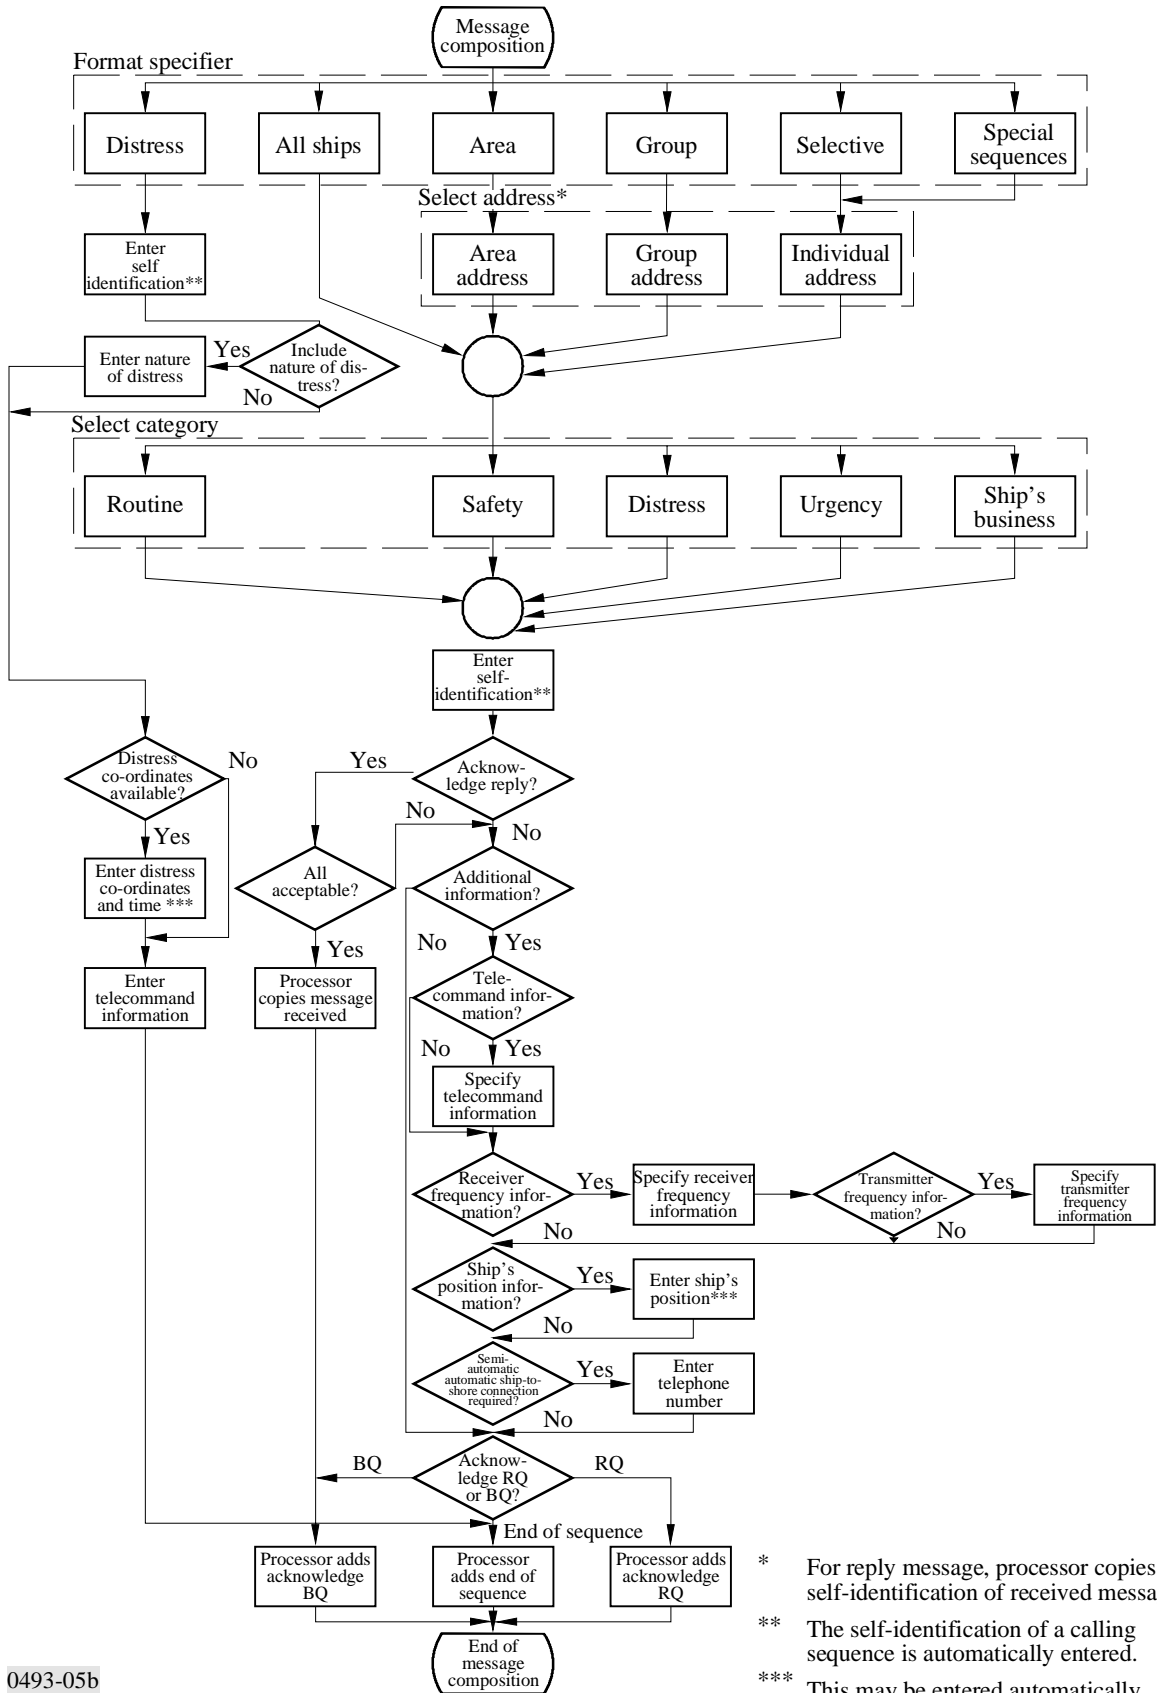 Message
composition
Format specifier
Distress
All ships
Area
Group
Selective
Special
sequences
Select address*
Enter
self
identification**
Area
address
Group
address
Individual
address
Enter nature
of distress
Yes
Include
nature of dis-
tress?
No
Select category
Routine
Safety
Distress
Urgency
Ship's
business
Enter
self-
identification**
Distress
co-ordinates
available?
No
Yes
Acknow-
ledge reply?
No
No
Yes
Enter distress
co-ordinates
and time ***
All
acceptable?
Additional
information?
Yes
No
Yes
Enter
telecommand
information
Processor
copies message
received
Tele-
command infor-
mation?
No
Yes
Specify
telecommand
information
Receiver
frequency infor-
mation?
Yes
Specify receiver
frequency
information
Transmitter
frequency infor-
mation?
Yes
Specify
transmitter
frequency
information
No
No
Ship's
position infor-
mation?
Yes
Enter ship's
position***
No
Semi-
automatic
automatic ship-to-
shore connection
required?
Yes
Enter
telephone
number
No
BQ
Acknow-
ledge RQ
or BQ?
RQ
End of sequence
Processor adds
acknowledge
BQ
Processor
adds end of
sequence
Processor adds
acknowledge
RQ
End of
message
composition
* For reply message, processor copies
self-identification of received messa
** The self-identification of a calling
sequence is automatically entered.
*** This may be entered automatically
0493-05b